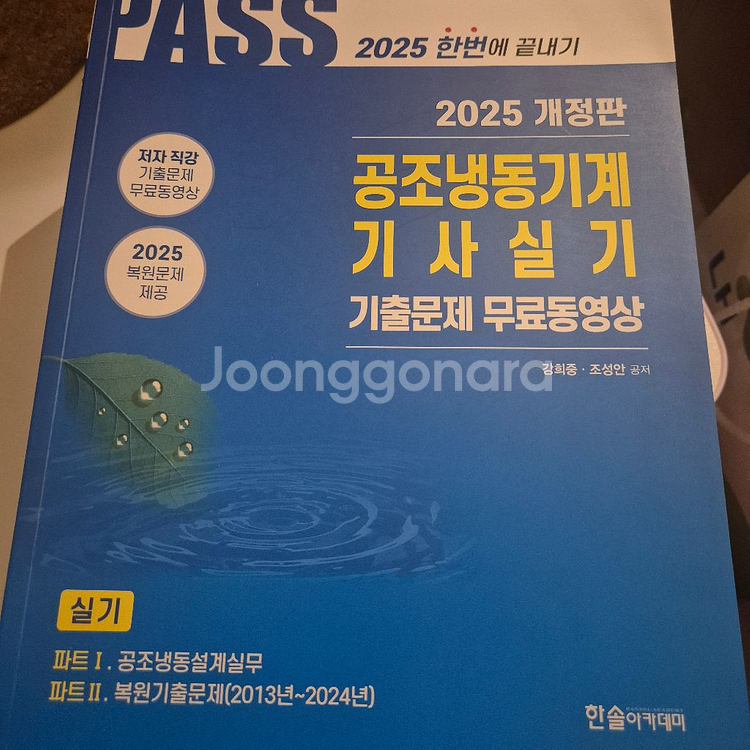 PASS
2025 한번에 끝내기
2025 개정판
저자 직강
기출문제
무료동영상
공조냉동기계
기사실기
기출문제 무료동영상
2025
복원문제
제공
강희중 · 조성안 공저
Joonggonara
실기
파트 I. 공조냉동설계실무
파트 II. 복원기출문제(2013년~2024년)
한솔아카데미